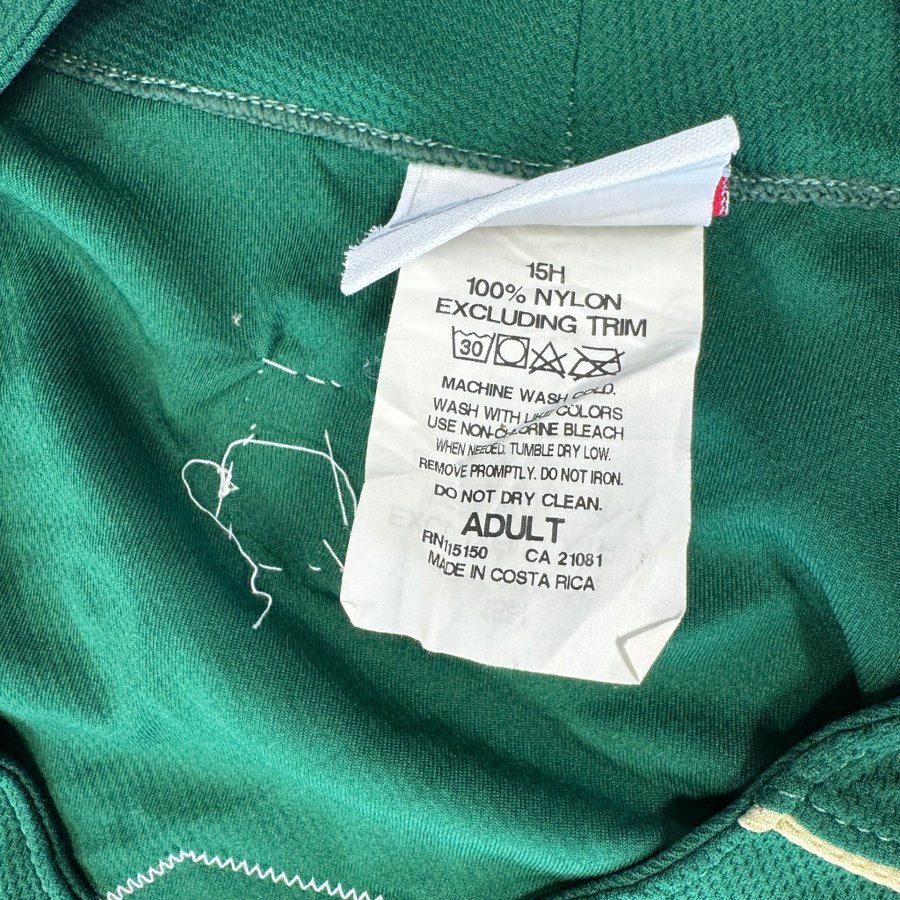 15H
100% NYLON
EXCLUDING TRIM
30
MACHINE WASH COLD.
WASH WITH LIKE COLORS
USE NON-CHLORINE BLEACH
WHEN NEEDED. TUMBLE DRY LOW.
REMOVE PROMPTLY. DO NOT IRON.
DO NOT DRY CLEAN.
ADULT
RN115150 CA 21081
MADE IN COSTA RICA